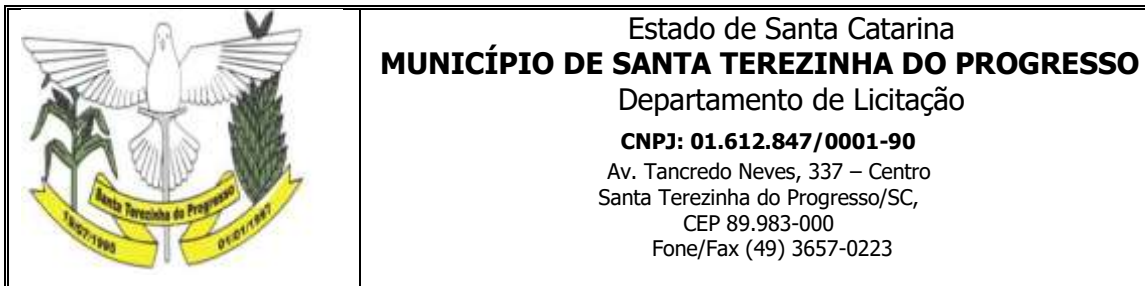 Estado de Santa Catarina
MUNICÍPIO DE SANTA TEREZINHA DO PROGRESSO
Departamento de Licitação
CNPJ: 01.612.847/0001-90
Av. Tancredo Neves, 337 – Centro
Santa Terezinha do Progresso/SC,
CEP 89.983-000
Fone/Fax (49) 3657-0223
Santa Terezinha do Progresso
01/01/1997